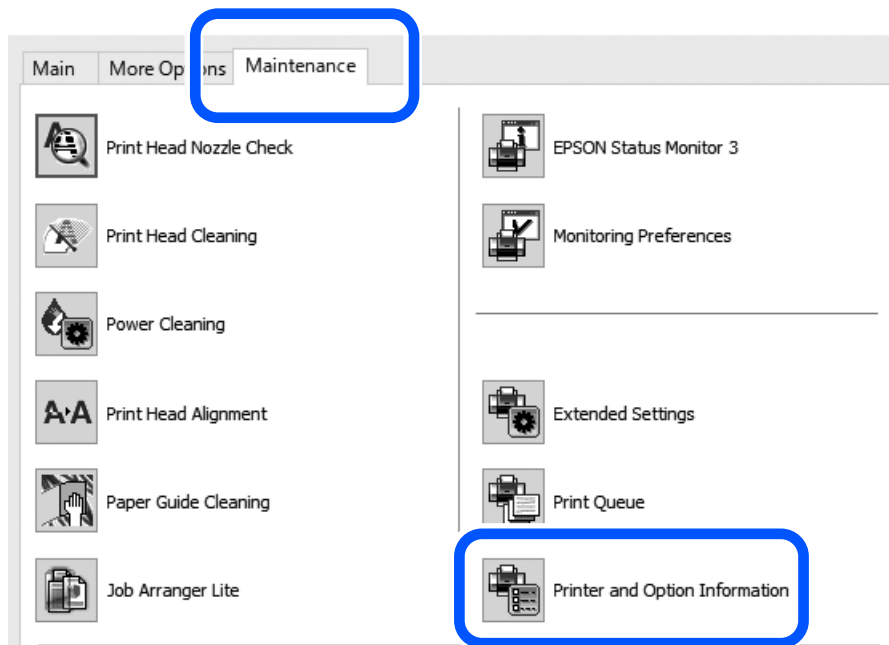 Main
More Options
Maintenance
Print Head Nozzle Check
Print Head Cleaning
Power Cleaning
A·A Print Head Alignment
Paper Guide Cleaning
Job Arranger Lite
EPSON Status Monitor 3
Monitoring Preferences
Extended Settings
Print Queue
Printer and Option Information